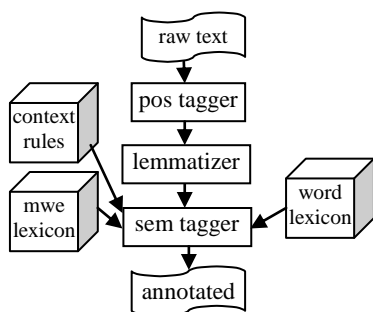 raw text
pos tagger
context
rules
lemmatizer
mwe
lexicon
word
lexicon
sem tagger
annotated